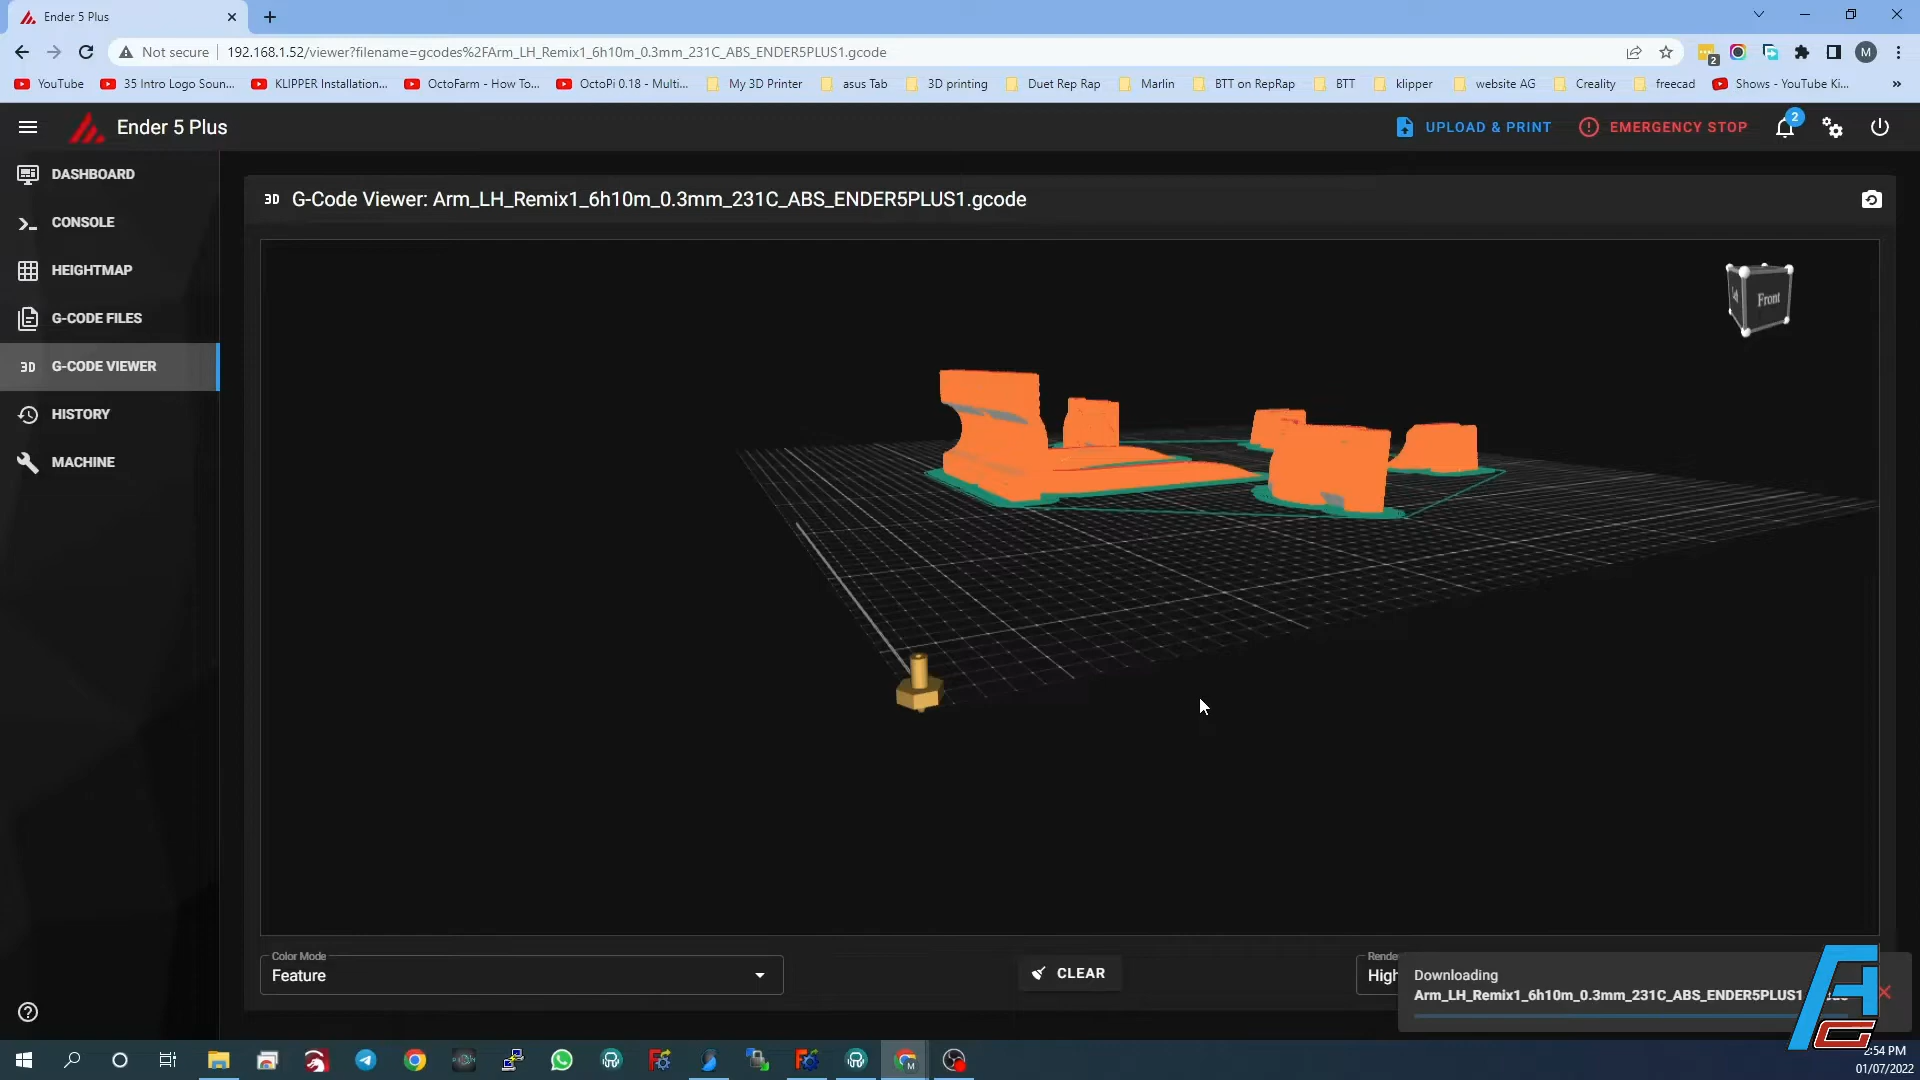 Ender 5 Plus
Not secure
192.168.1.52/viewer?filename=gcodes%2FArm_LH_Remix1_6h10m_0.3mm_231C_ABS_ENDER5PLUS1.gcode
2
M
YouTube
35 Intro Logo Soun...
KLIPPER Installation...
OctoFarm - How To...
OctoPi 0.18 - Multi...
My 3D Printer
asus Tab
3D printing
Duet Rep Rap
Marlin
BTT on RepRap
BTT
klipper
website AG
Creality
freecad
Shows - YouTube Ki...
»
Ender 5 Plus
UPLOAD & PRINT
EMERGENCY STOP
2
DASHBOARD
CONSOLE
HEIGHTMAP
G-CODE FILES
3D G-CODE VIEWER
HISTORY
MACHINE
3D G-Code Viewer: Arm_LH_Remix1_6h10m_0.3mm_231C_ABS_ENDER5PLUS1.gcode
Front
Color Mode
Feature
CLEAR
Rende
High
Downloading
Arm_LH_Remix1_6h10m_0.3mm_231C_ABS_ENDER5PLUS1
2:54 PM
01/07/2022